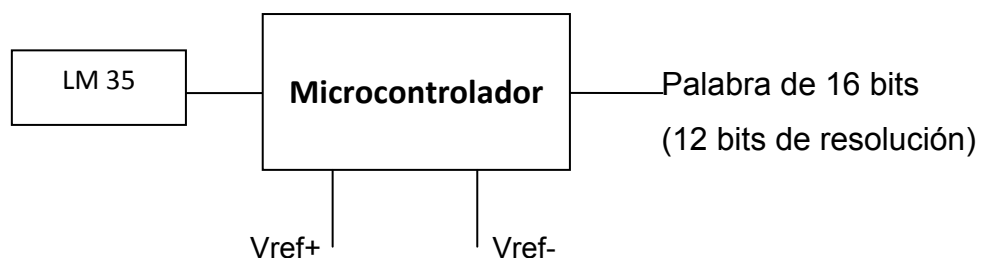 LM 35
Microcontrolador
Palabra de 16 bits
(12 bits de resolución)
Vref+
Vref-